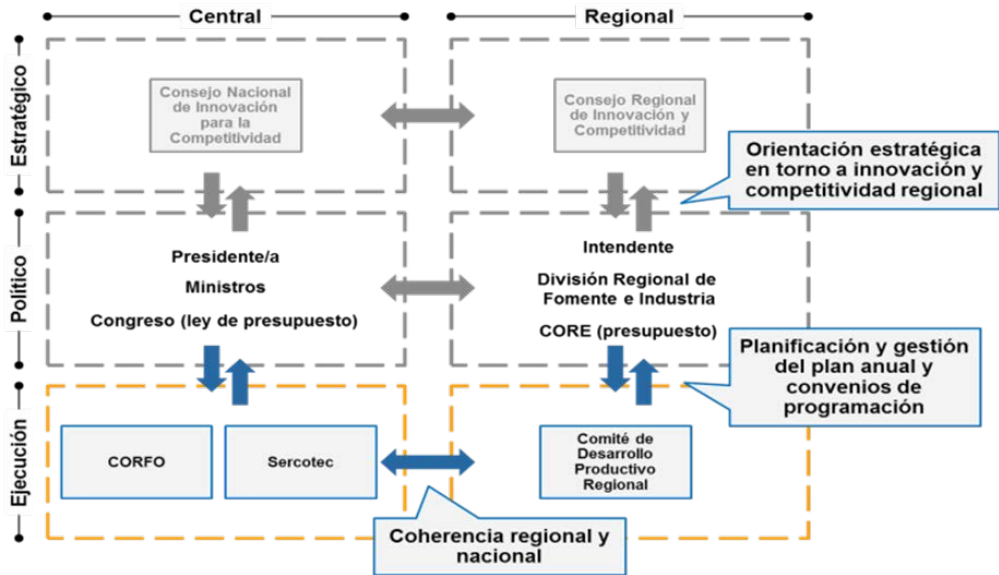 Central
Regional
Estratégico
Consejo Nacional
de Innovación
para la
Competitividad
Consejo Regional
de Innovación y
Competitividad
Orientación estratégica
en torno a innovación y
competitividad regional
Político
Presidente/a
Ministros
Congreso (ley de presupuesto)
Intendente
División Regional de
Fomente e Industria
CORE (presupuesto)
Planificación y gestión
del plan anual y
convenios de
programación
Ejecución
CORFO
Sercotec
Comité de
Desarrollo
Productivo
Regional
Coherencia regional y
nacional